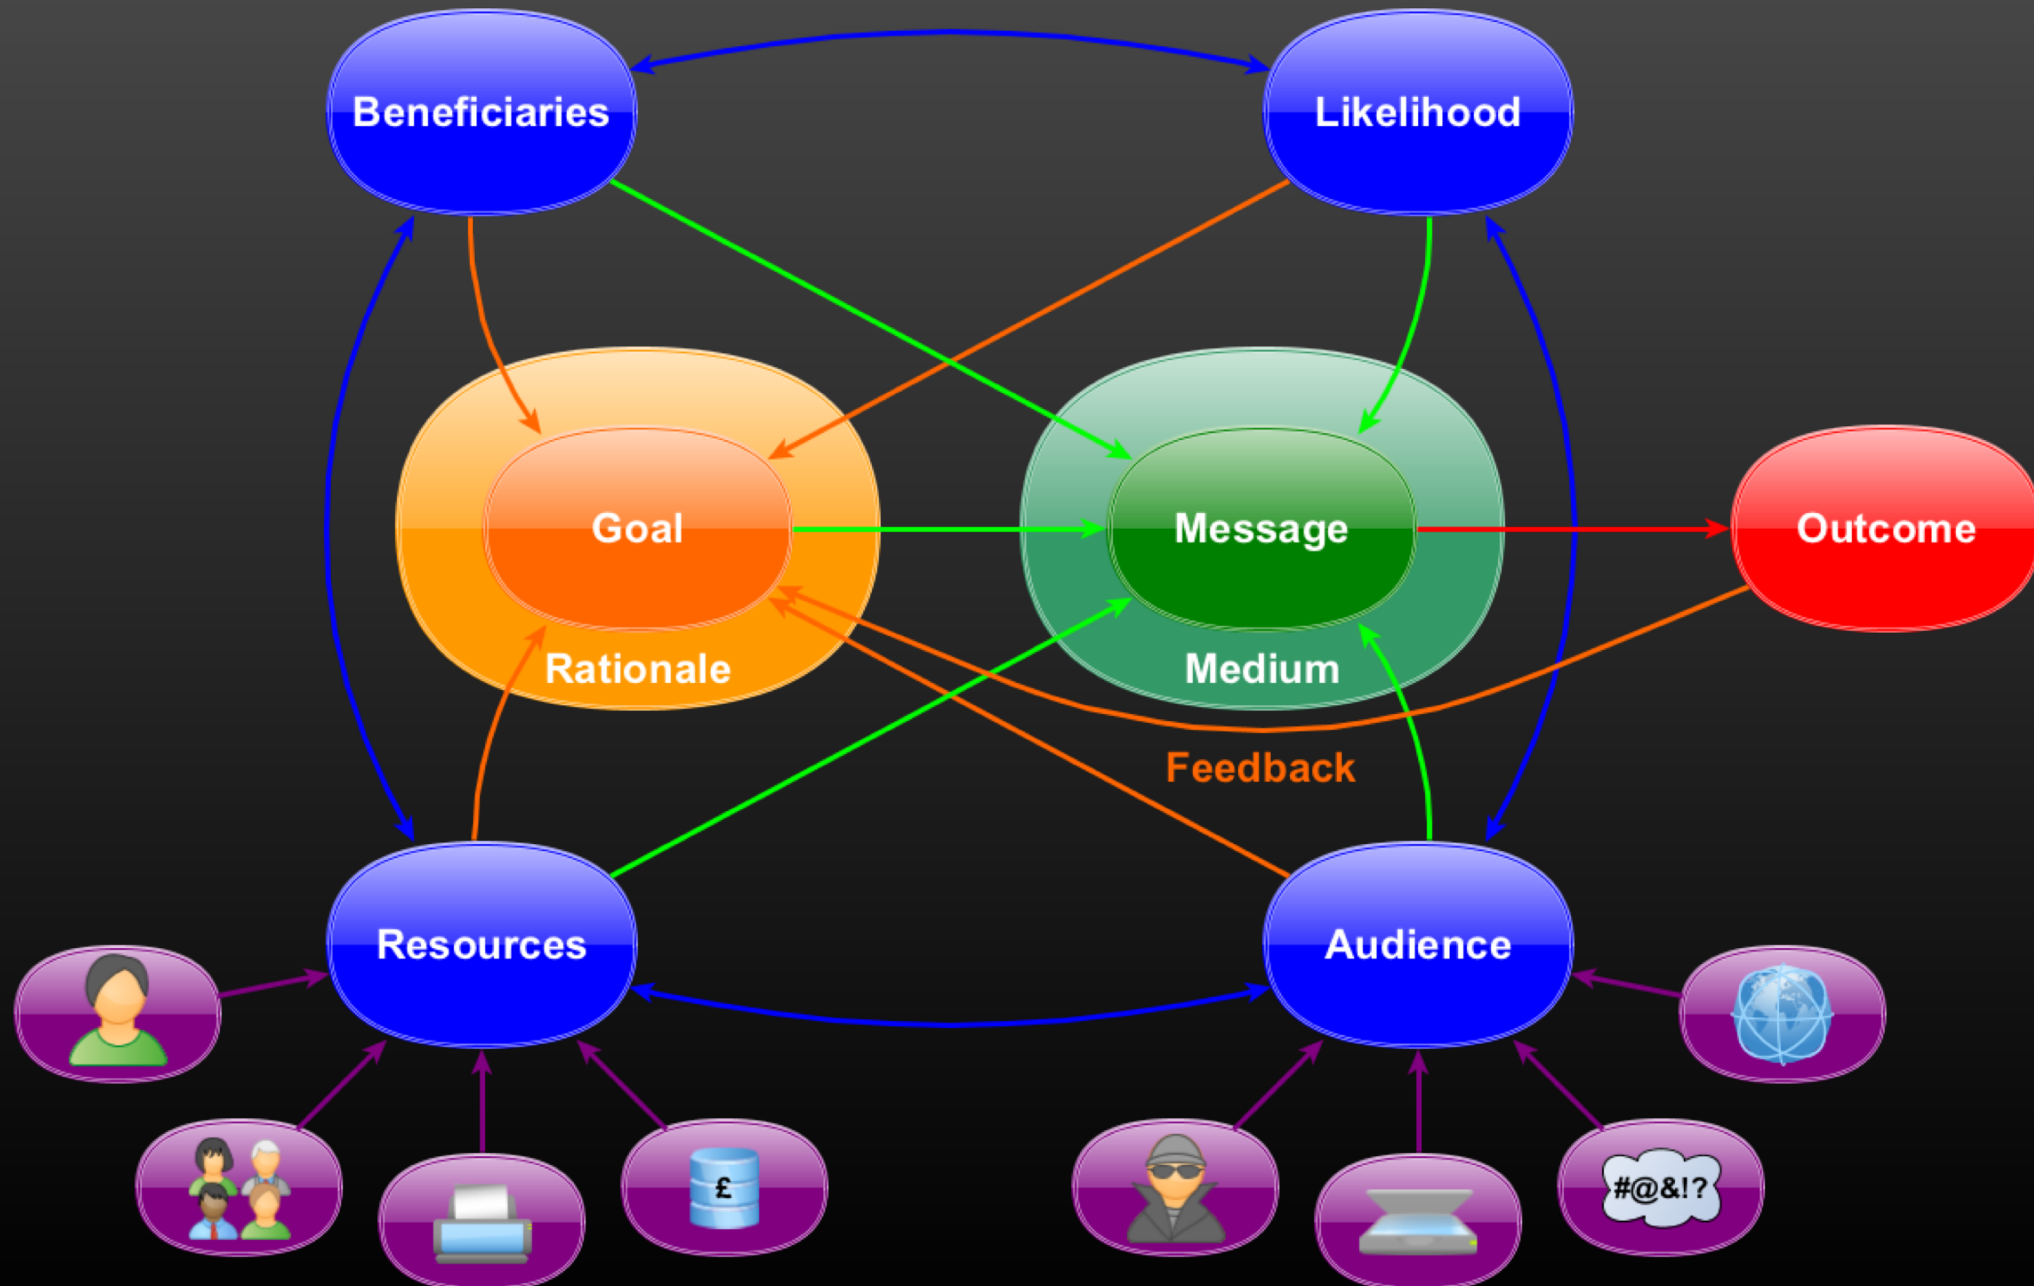 Beneficiaries
Likelihood
Goal
Message
Outcome
Rationale
Medium
Feedback
Resources
Audience
£
#@&!?